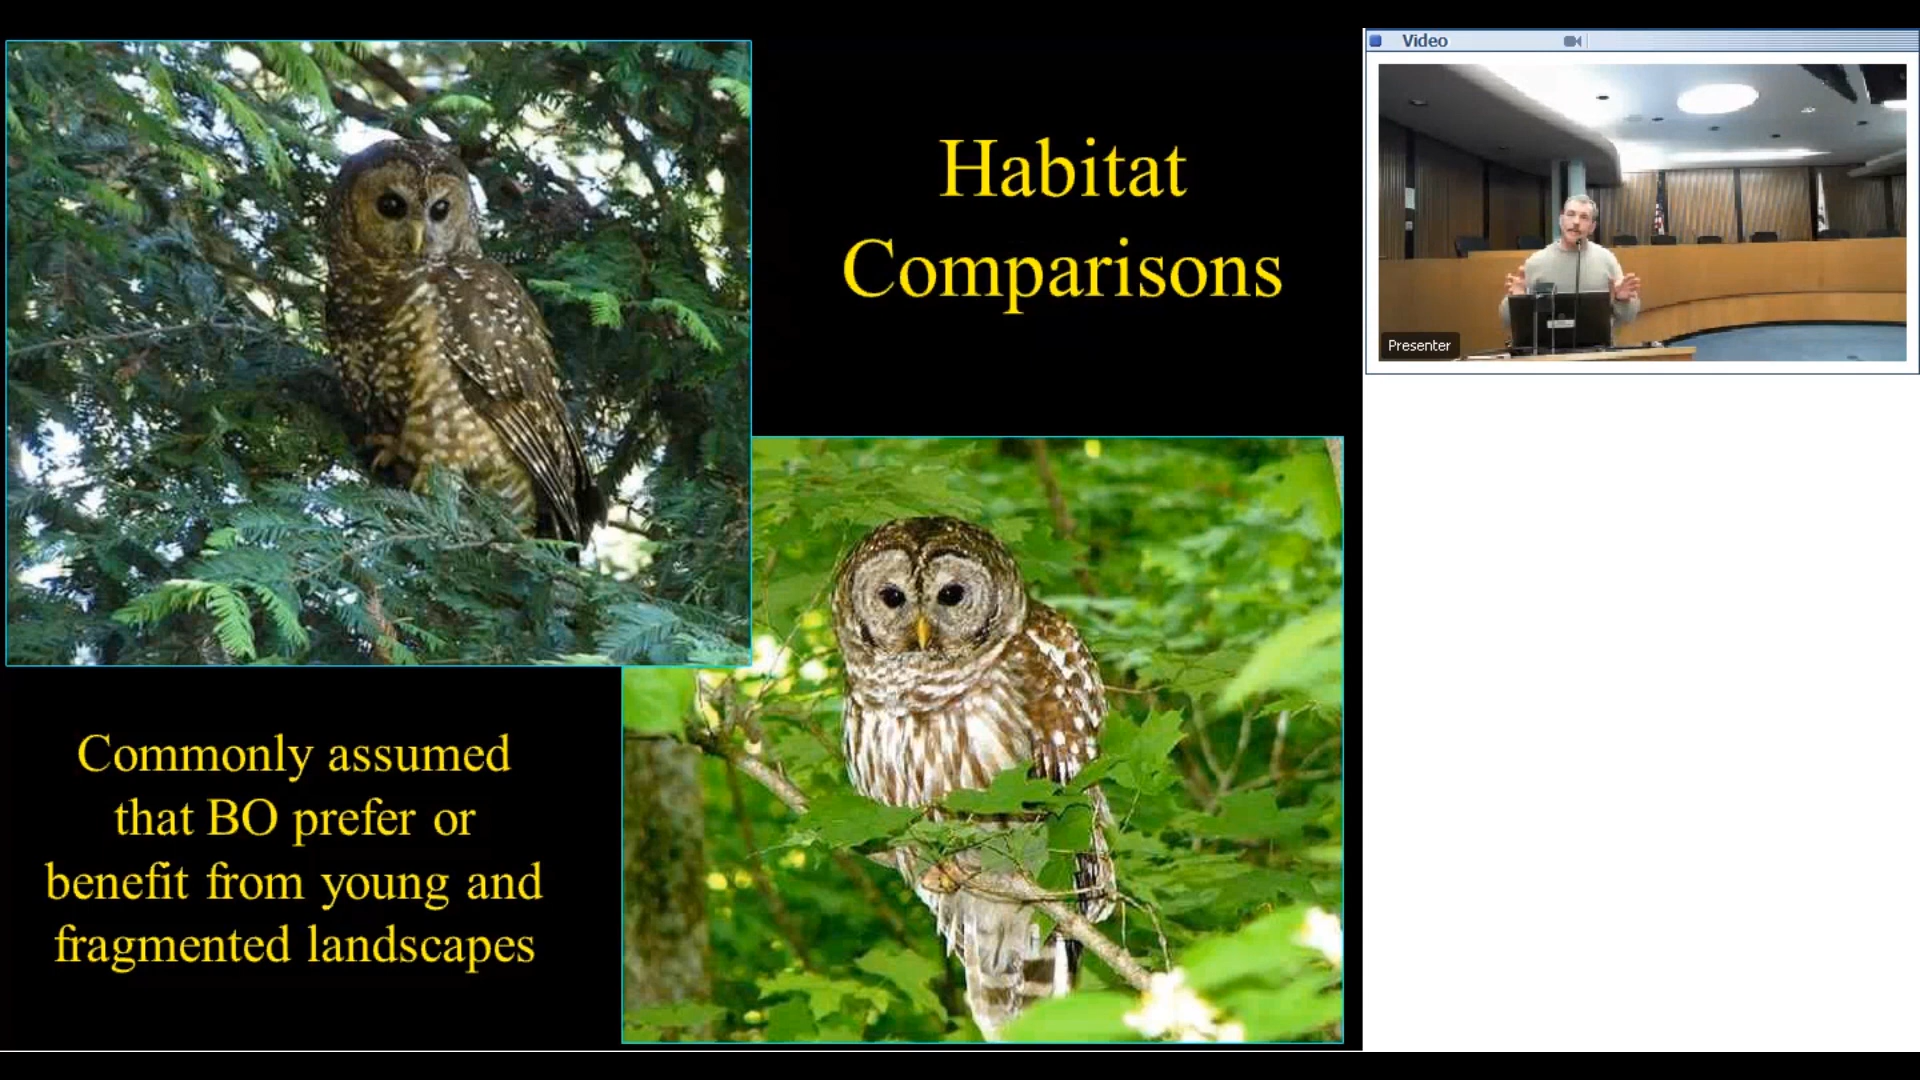 Habitat
Comparisons
Commonly assumed
that BO prefer or
benefit from young and
fragmented landscapes
Video
Presenter